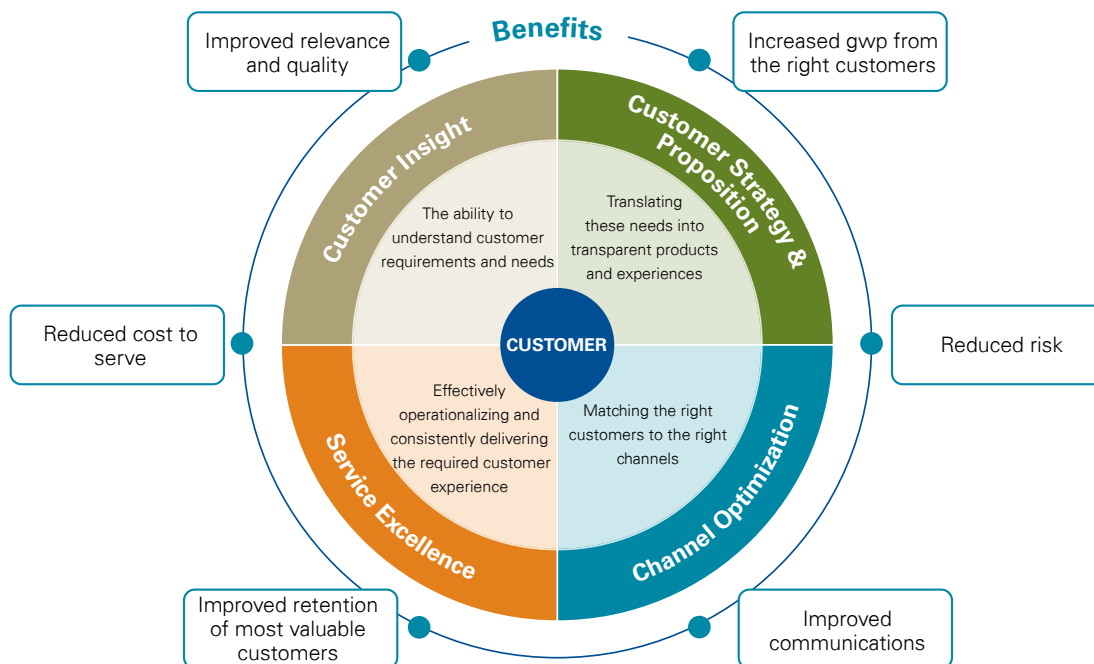 Benefits
Improved relevance
and quality
Increased gwp from
the right customers
Customer Insight
Customer Strategy &
Proposition
The ability to
understand customer
requirements and needs
Translating
these needs into
transparent products
and experiences
Reduced cost to
serve
CUSTOMER
Reduced risk
Effectively
operationalizing and
consistently delivering
the required customer
experience
Matching the right
customers to the right
channels
Service Excellence
Channel Optimization
Improved retention
of most valuable
customers
Improved
communications